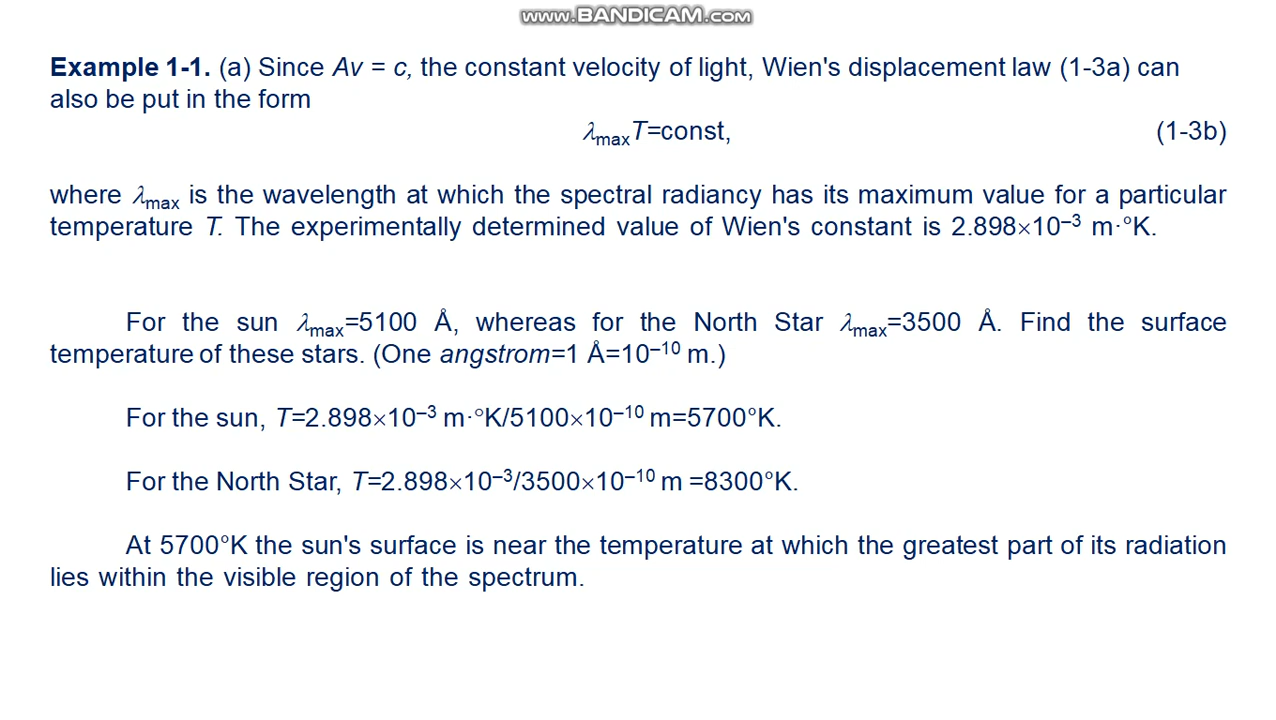 www.BANDICAM.com
Example 1-1. (a) Since Av = c, the constant velocity of light, Wien's displacement law (1-3a) can
also be put in the form
λmaxT=const, (1-3b)
where λmax is the wavelength at which the spectral radiancy has its maximum value for a particular
temperature T. The experimentally determined value of Wien's constant is 2.898×10⁻³ m·°K.
For the sun λmax=5100 Å, whereas for the North Star λmax=3500 Å. Find the surface
temperature of these stars. (One angstrom=1 Å=10⁻¹⁰ m.)
For the sun, T=2.898×10⁻³ m·°K/5100×10⁻¹⁰ m=5700°K.
For the North Star, T=2.898×10⁻³/3500×10⁻¹⁰ m =8300°K.
At 5700°K the sun's surface is near the temperature at which the greatest part of its radiation
lies within the visible region of the spectrum.